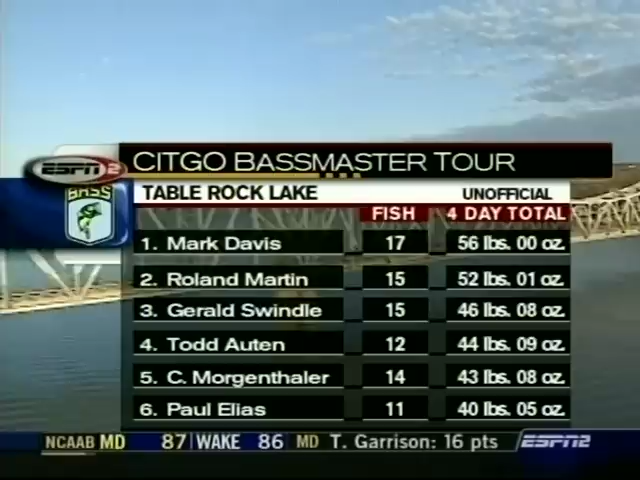 ESPN2 CITGO BASSMASTER TOUR
BASS TABLE ROCK LAKE UNOFFICIAL
FISH 4 DAY TOTAL
1. Mark Davis 17 56 lbs. 00 oz.
2. Roland Martin 15 52 lbs. 01 oz.
3. Gerald Swindle 15 46 lbs. 08 oz.
4. Todd Auten 12 44 lbs. 09 oz.
5. C. Morgenthaler 14 43 lbs. 08 oz.
6. Paul Elias 11 40 lbs. 05 oz.
NCAAB MD 87 WAKE 86 MD T. Garrison: 16 pts ESPN2